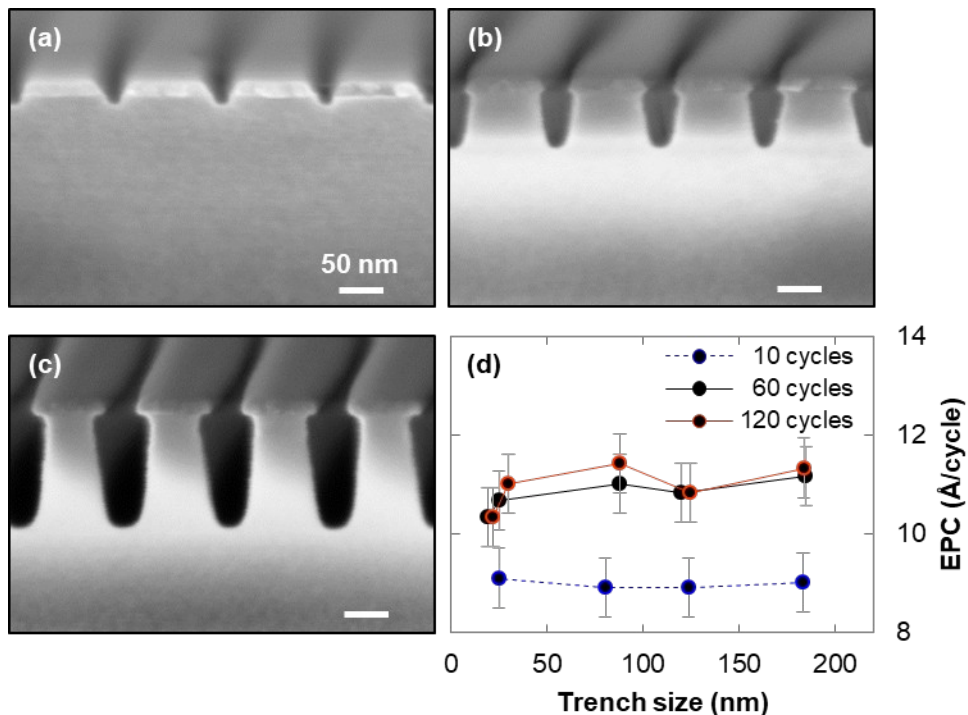 (a)
50 nm
(b)
(c)
(d)
10 cycles
60 cycles
120 cycles
14
12
10
8
EPC (Å/cycle)
0
50
100
150
200
Trench size (nm)